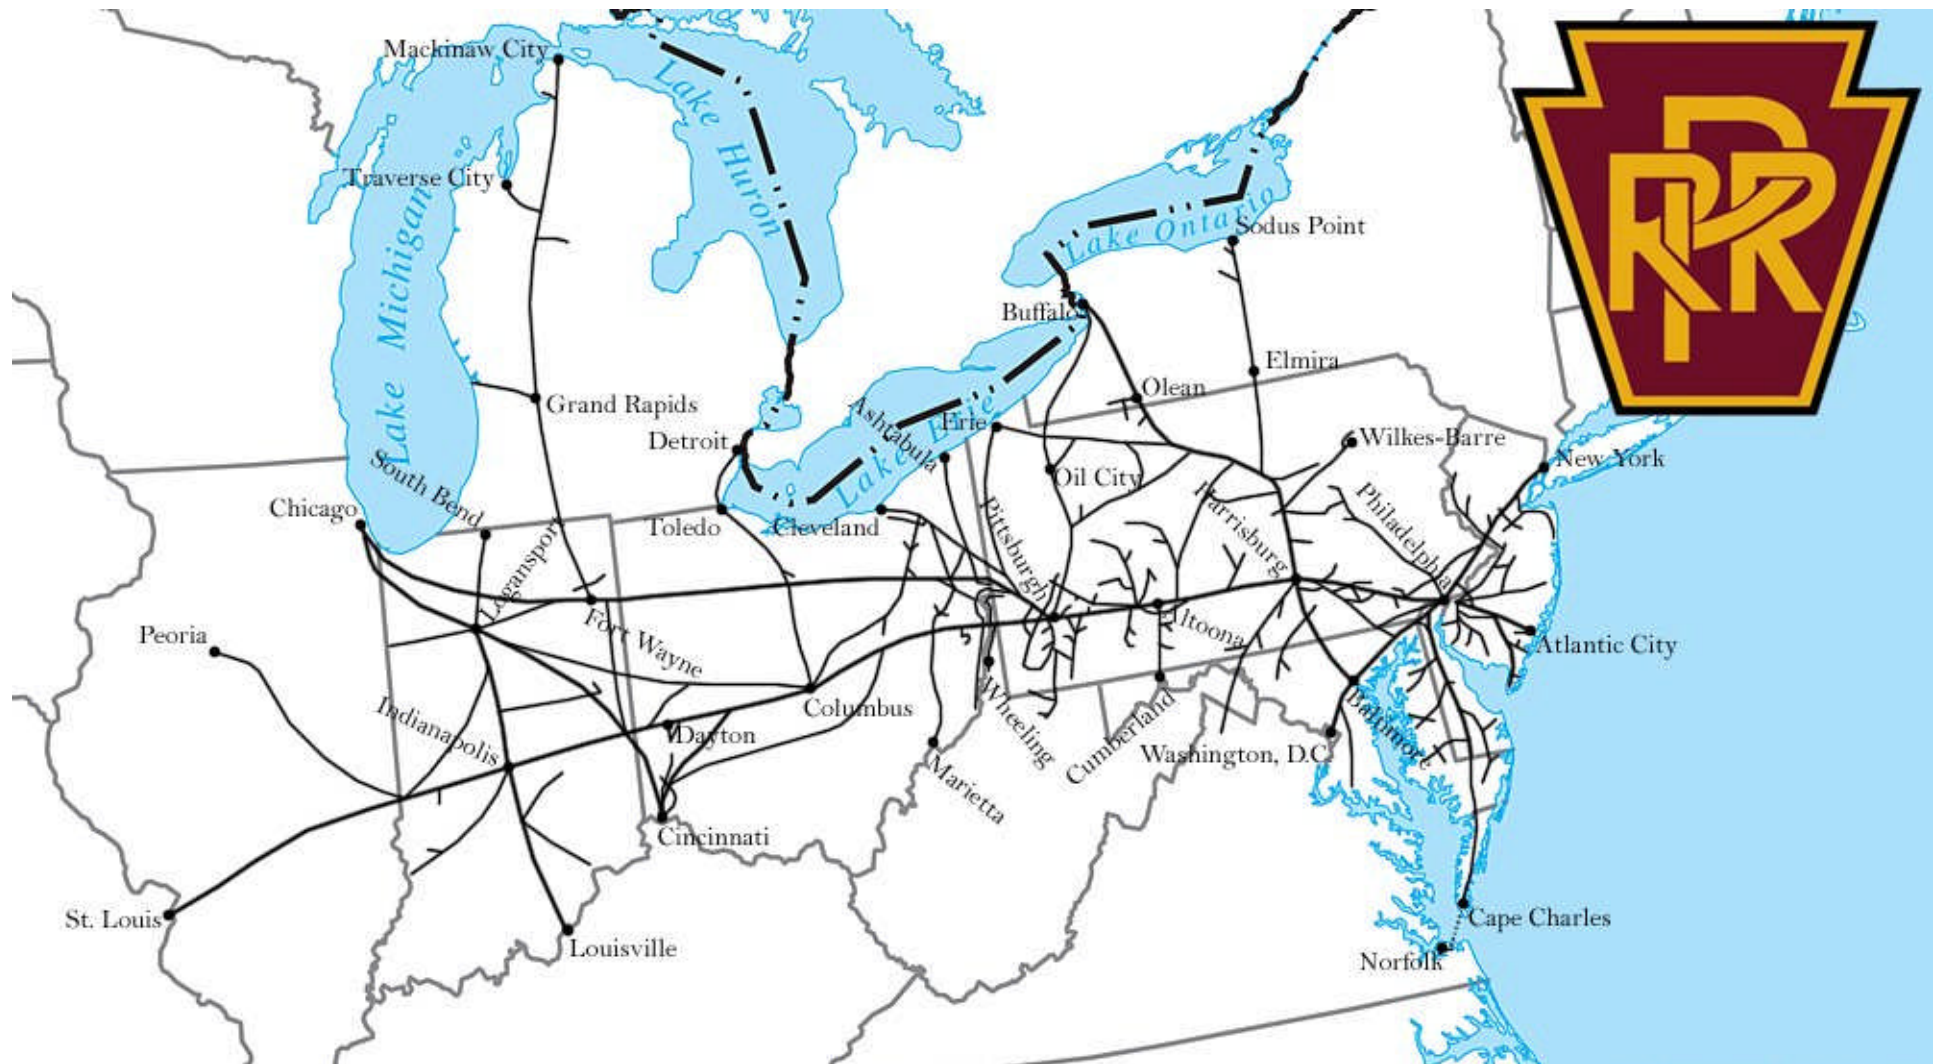 Mackinaw City
Lake Huron
Traverse City
Lake Michigan
Lake Ontario
Sodus Point
PRR
Buffalo
Elmira
Olean
Grand Rapids
Ashtabula
Erie
Lake Erie
Detroit
Wilkes-Barre
New York
South Bend
Oil City
Chicago
Toledo
Cleveland
Pittsburgh
Harrisburg
Philadelphia
Logansport
Peoria
Fort Wayne
Altoona
Atlantic City
Columbus
Indianapolis
Dayton
Wheeling
Cumberland
Baltimore
Washington, D.C.
Marietta
Cincinnati
St. Louis
Louisville
Cape Charles
Norfolk